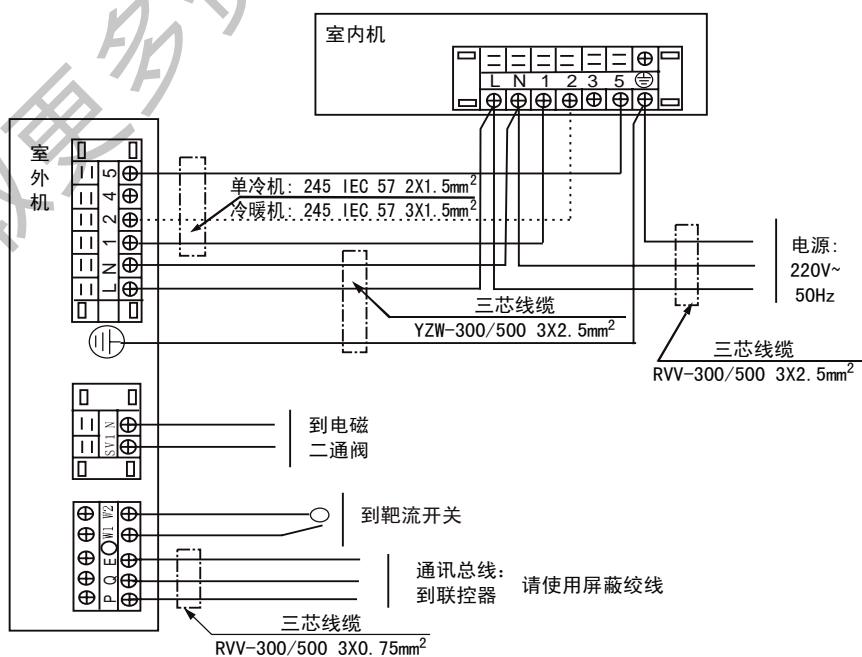 室内机
L N 1 2 3 5
室外机
5
4
2
1
N
L
单冷机: 245 IEC 57 2X1.5mm²
冷暖机: 245 IEC 57 3X1.5mm²
电源:
220V~
50Hz
三芯线缆
YZW-300/500 3X2.5mm²
三芯线缆
RVV-300/500 3X2.5mm²
N
SV1
到电磁
二通阀
W2
W1
到靶流开关
E
Q
P
通讯总线:
到联控器
请使用屏蔽绞线
三芯线缆
RVV-300/500 3X0.75mm²